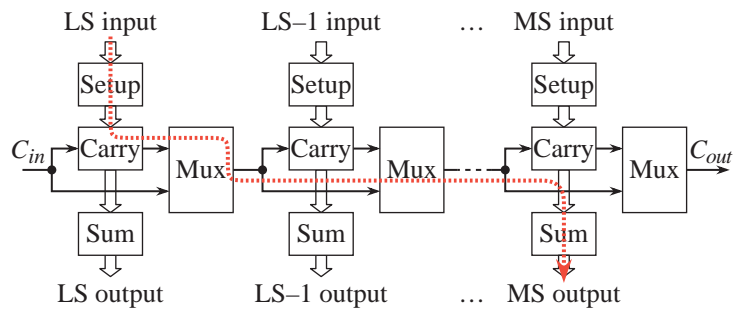 LS input LS–1 input ... MS input
Setup Setup Setup
C_in Carry Mux Carry Mux Carry Mux C_out
Sum Sum Sum
LS output LS–1 output ... MS output